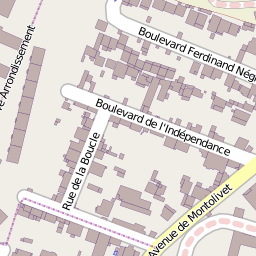 Boulevard Ferdinand Nég
Boulevard de l'Indépendance
Arrondissement
Rue de la Boucle
Avenue de Montolivet